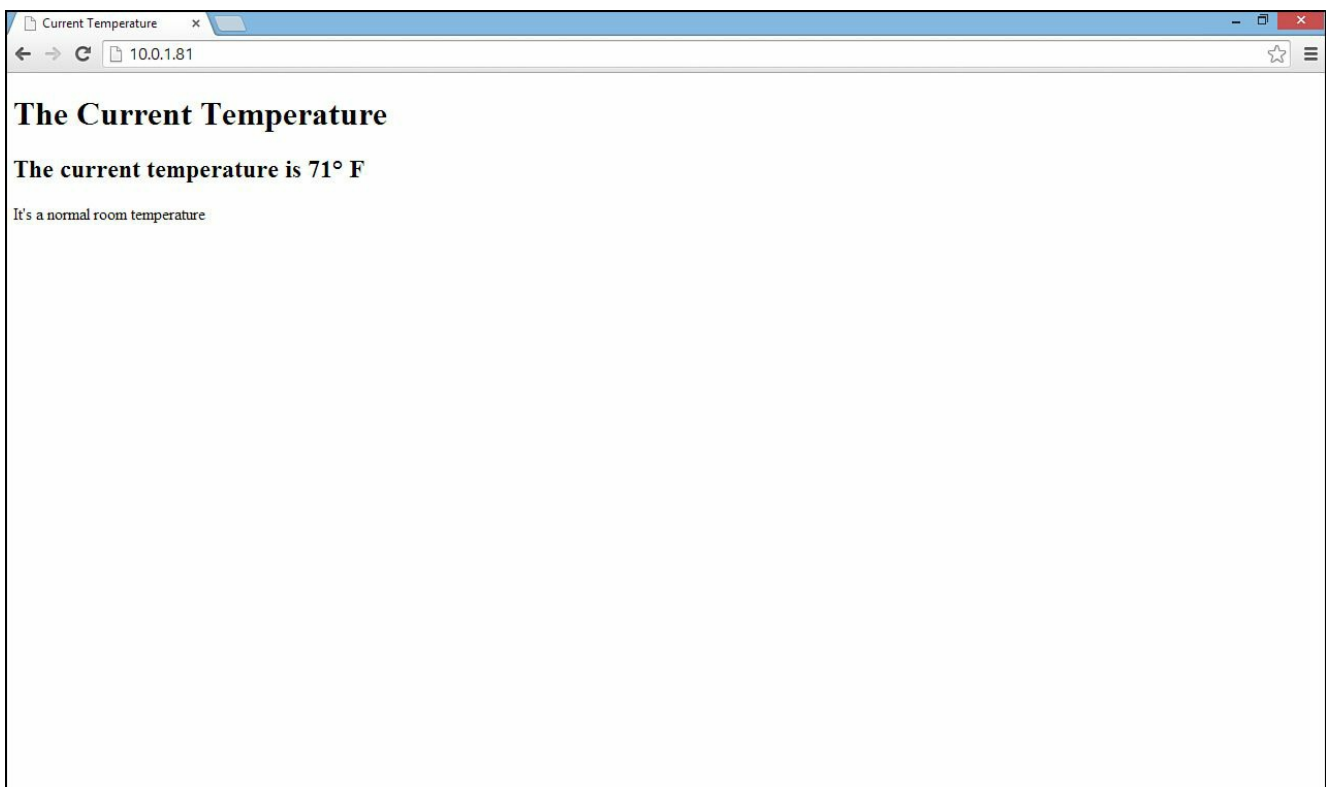 Current Temperature
10.0.1.81
The Current Temperature
The current temperature is 71° F
It's a normal room temperature